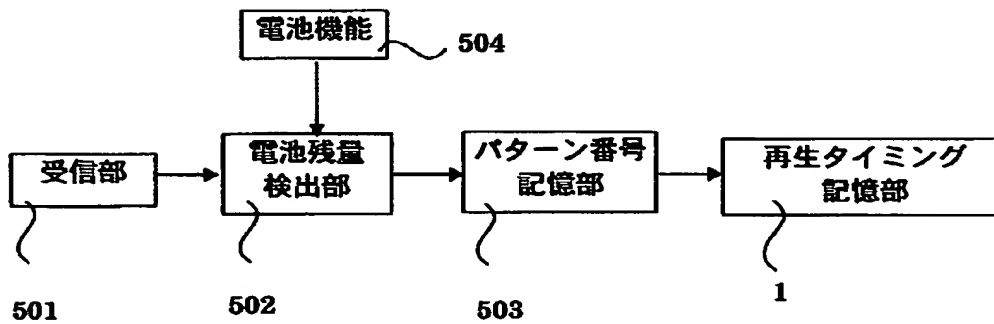 電池機能
504
受信部
電池残量
検出部
パターン番号
記憶部
再生タイミング
記憶部
501
502
503
1